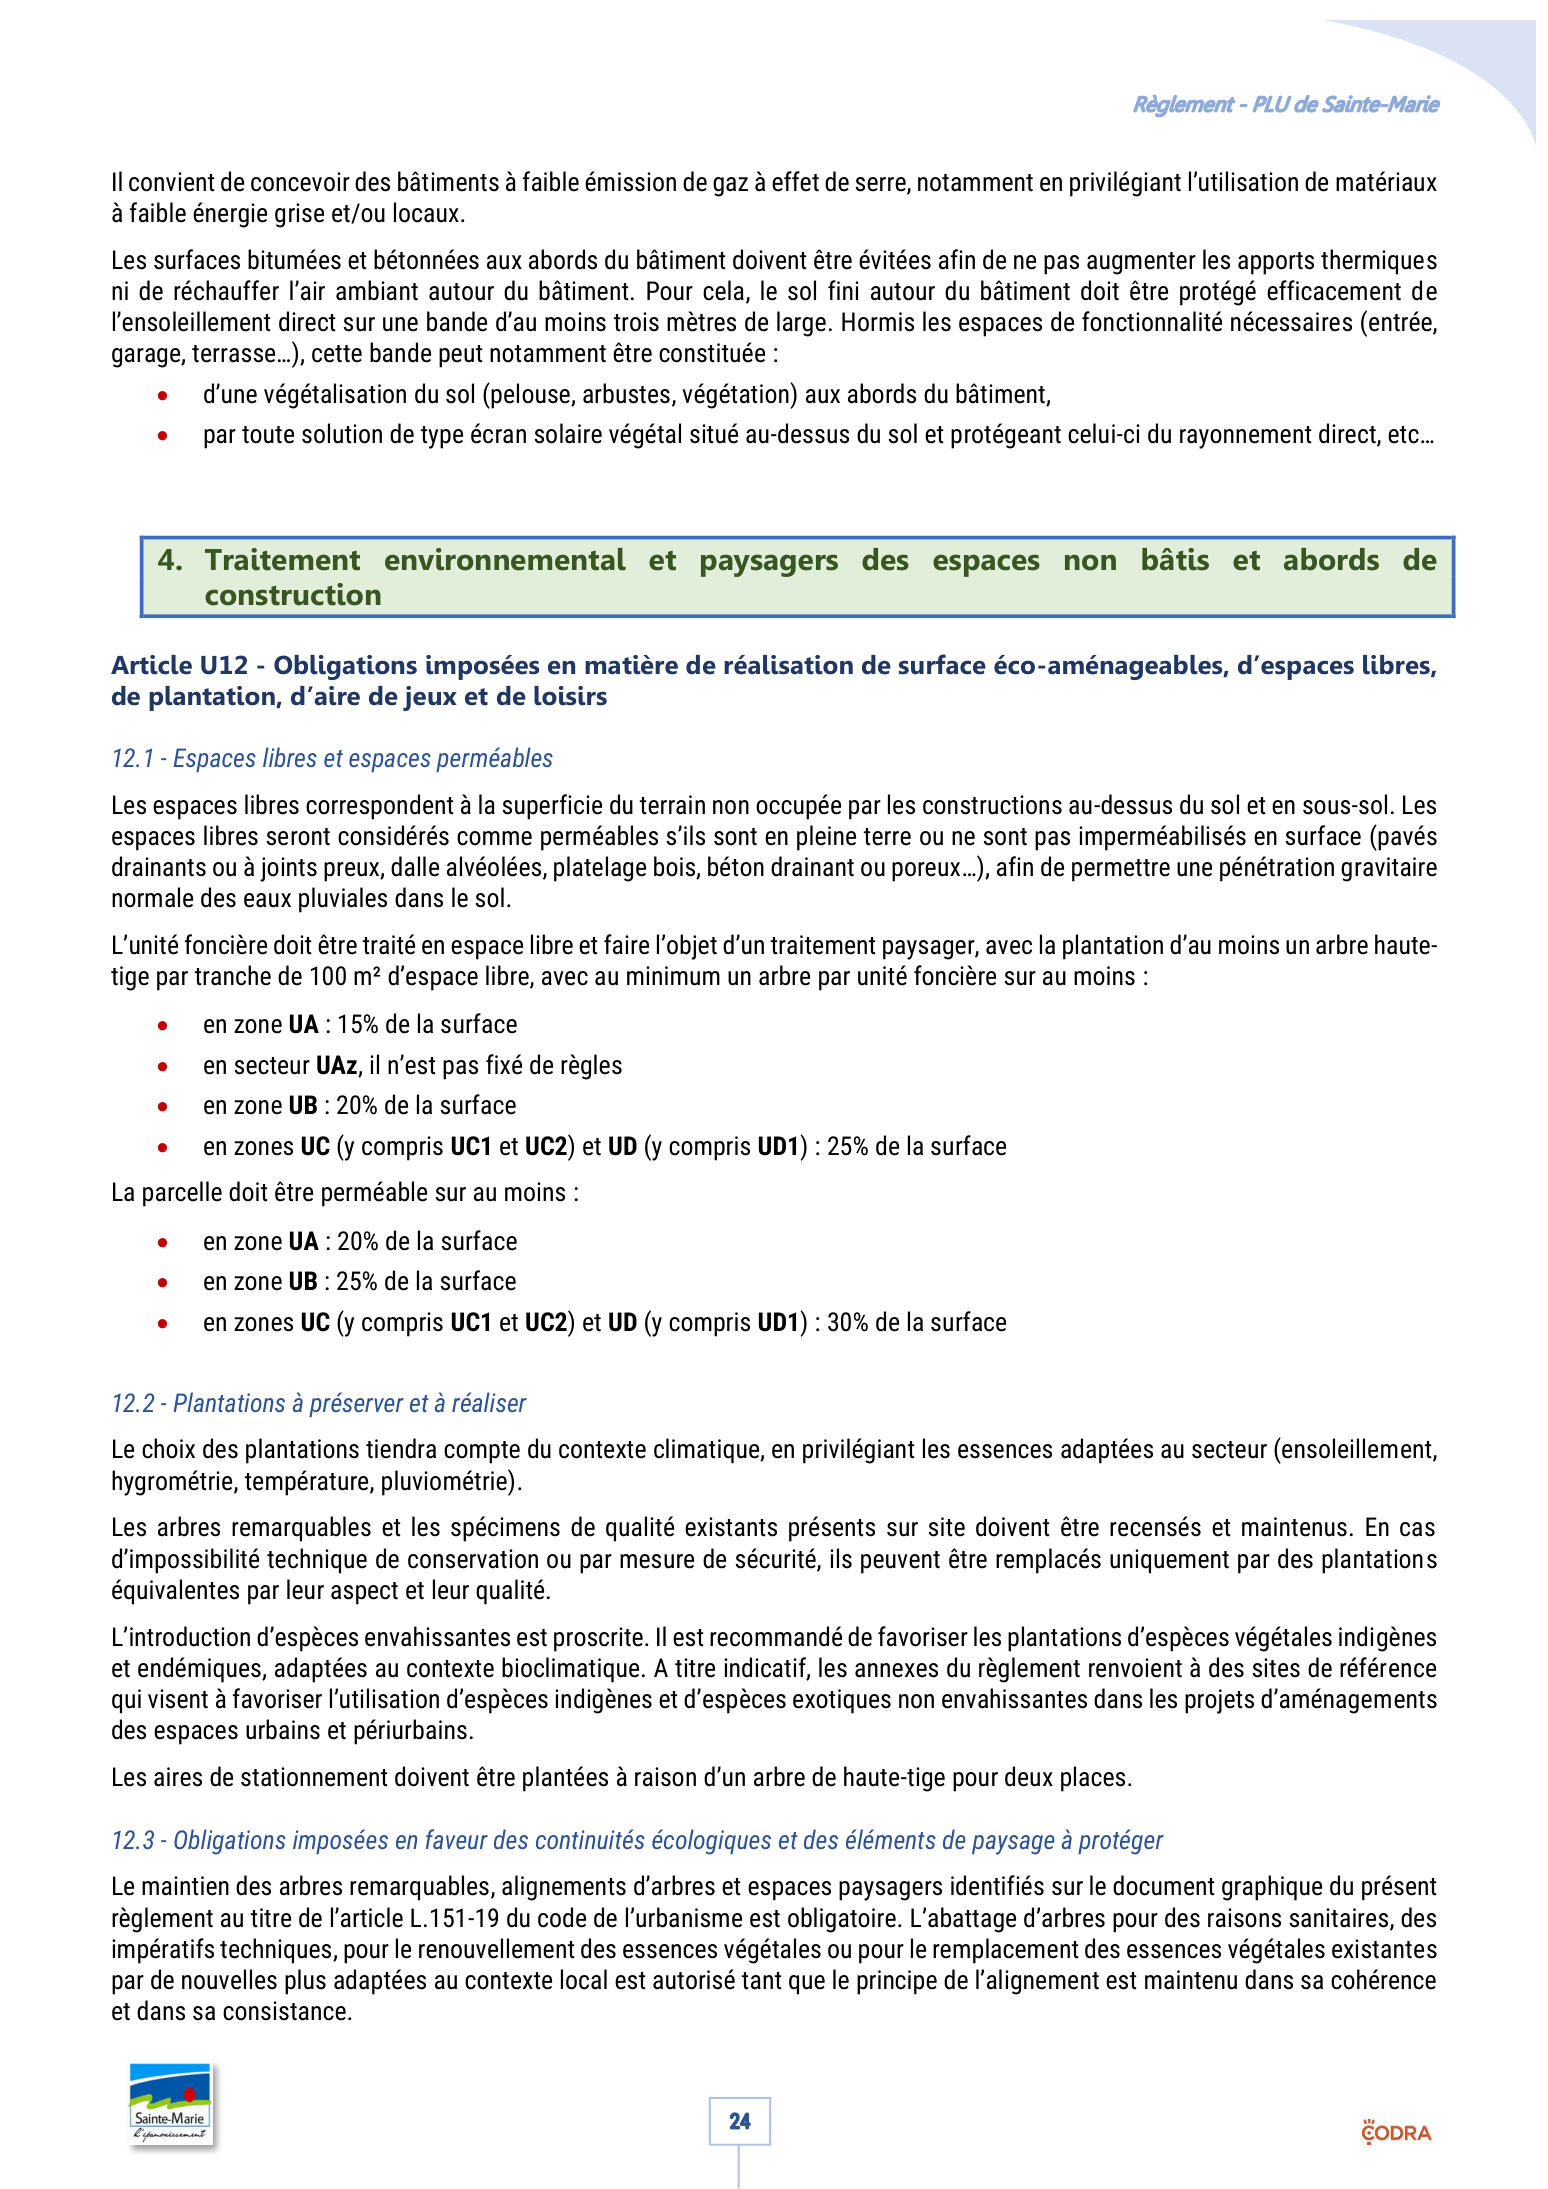 Règlement - PLU de Sainte-Marie
Il convient de concevoir des bâtiments à faible émission de gaz à effet de serre, notamment en privilégiant l’utilisation de matériaux
à faible énergie grise et/ou locaux.
Les surfaces bitumées et bétonnées aux abords du bâtiment doivent être évitées afin de ne pas augmenter les apports thermiques
ni de réchauffer l’air ambiant autour du bâtiment. Pour cela, le sol fini autour du bâtiment doit être protégé efficacement de
l’ensoleillement direct sur une bande d’au moins trois mètres de large. Hormis les espaces de fonctionnalité nécessaires (entrée,
garage, terrasse…), cette bande peut notamment être constituée :
• d’une végétalisation du sol (pelouse, arbustes, végétation) aux abords du bâtiment,
• par toute solution de type écran solaire végétal situé au-dessus du sol et protégeant celui-ci du rayonnement direct, etc…
4. Traitement environnemental et paysagers des espaces non bâtis et abords de
construction
Article U12 - Obligations imposées en matière de réalisation de surface éco-aménageables, d’espaces libres,
de plantation, d’aire de jeux et de loisirs
12.1 - Espaces libres et espaces perméables
Les espaces libres correspondent à la superficie du terrain non occupée par les constructions au-dessus du sol et en sous-sol. Les
espaces libres seront considérés comme perméables s’ils sont en pleine terre ou ne sont pas imperméabilisés en surface (pavés
drainants ou à joints preux, dalle alvéolées, platelage bois, béton drainant ou poreux…), afin de permettre une pénétration gravitaire
normale des eaux pluviales dans le sol.
L’unité foncière doit être traité en espace libre et faire l’objet d’un traitement paysager, avec la plantation d’au moins un arbre haute-
tige par tranche de 100 m² d’espace libre, avec au minimum un arbre par unité foncière sur au moins :
• en zone UA : 15% de la surface
• en secteur UAz, il n’est pas fixé de règles
• en zone UB : 20% de la surface
• en zones UC (y compris UC1 et UC2) et UD (y compris UD1) : 25% de la surface
La parcelle doit être perméable sur au moins :
• en zone UA : 20% de la surface
• en zone UB : 25% de la surface
• en zones UC (y compris UC1 et UC2) et UD (y compris UD1) : 30% de la surface
12.2 - Plantations à préserver et à réaliser
Le choix des plantations tiendra compte du contexte climatique, en privilégiant les essences adaptées au secteur (ensoleillement,
hygrométrie, température, pluviométrie).
Les arbres remarquables et les spécimens de qualité existants présents sur site doivent être recensés et maintenus. En cas
d’impossibilité technique de conservation ou par mesure de sécurité, ils peuvent être remplacés uniquement par des plantations
équivalentes par leur aspect et leur qualité.
L’introduction d’espèces envahissantes est proscrite. Il est recommandé de favoriser les plantations d’espèces végétales indigènes
et endémiques, adaptées au contexte bioclimatique. A titre indicatif, les annexes du règlement renvoient à des sites de référence
qui visent à favoriser l’utilisation d’espèces indigènes et d’espèces exotiques non envahissantes dans les projets d’aménagements
des espaces urbains et périurbains.
Les aires de stationnement doivent être plantées à raison d’un arbre de haute-tige pour deux places.
12.3 - Obligations imposées en faveur des continuités écologiques et des éléments de paysage à protéger
Le maintien des arbres remarquables, alignements d’arbres et espaces paysagers identifiés sur le document graphique du présent
règlement au titre de l’article L.151-19 du code de l’urbanisme est obligatoire. L’abattage d’arbres pour des raisons sanitaires, des
impératifs techniques, pour le renouvellement des essences végétales ou pour le remplacement des essences végétales existantes
par de nouvelles plus adaptées au contexte local est autorisé tant que le principe de l’alignement est maintenu dans sa cohérence
et dans sa consistance.
Sainte-Marie
l’épanouissement
24
CODRA